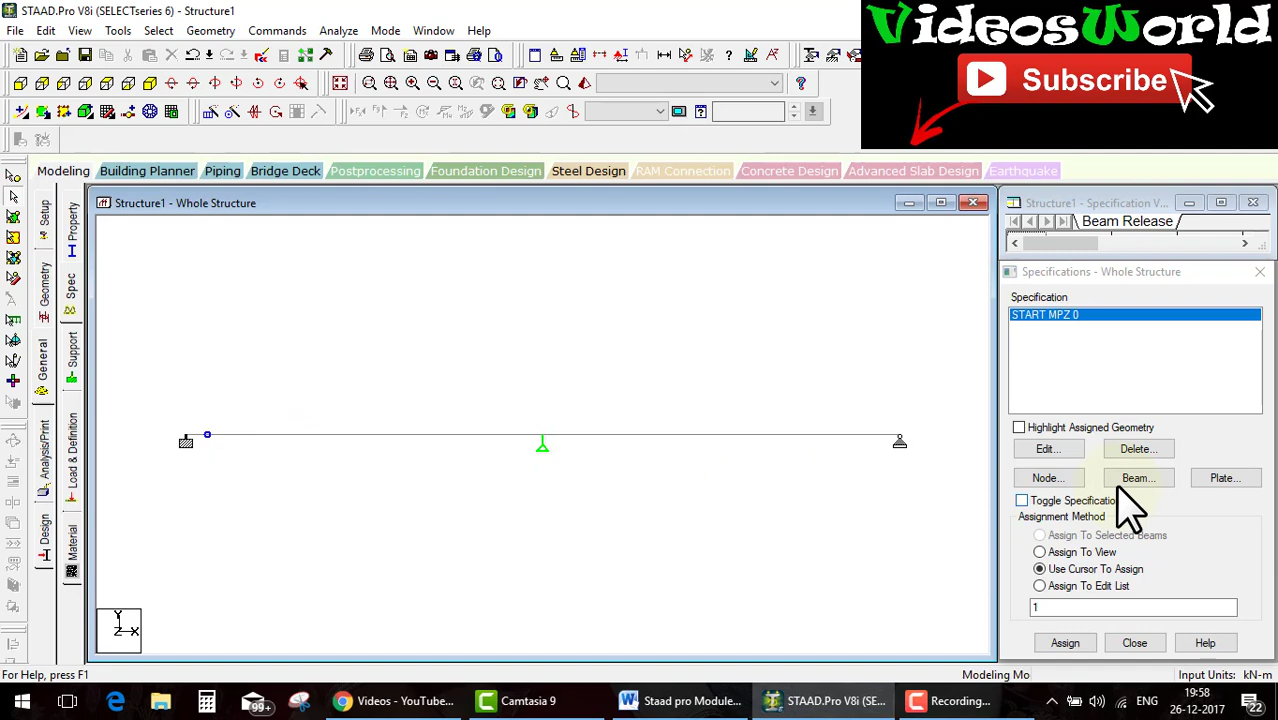 STAAD.Pro V8i (SELECTseries 6) - Structure1
VideosWorld
Subscribe
File Edit View Tools Select Geometry Commands Analyze Mode Window Help
Modeling Building Planner Piping Bridge Deck Postprocessing Foundation Design Steel Design RAM Connection Concrete Design Advanced Slab Design Earthquake
Structure1 - Whole Structure
Structure1 - Specification V...
Beam Release
Specifications - Whole Structure
Specification
START MPZ 0
Highlight Assigned Geometry
Edit... Delete...
Node... Beam... Plate...
Toggle Specification
Assignment Method
Assign To Selected Beams
Assign To View
Use Cursor To Assign
Assign To Edit List
1
Assign Close Help
Setup
Geometry
General
Analysis/Print
Design
Property
Spec
Support
Load & Definition
Material
Y
Z X
For Help, press F1
Modeling Mo
Input Units: kN-m
99+
Videos - YouTube...
Camtasia 9
Staad pro Module...
STAAD.Pro V8i (SE...
Recording...
ENG
19:58
26-12-2017
22